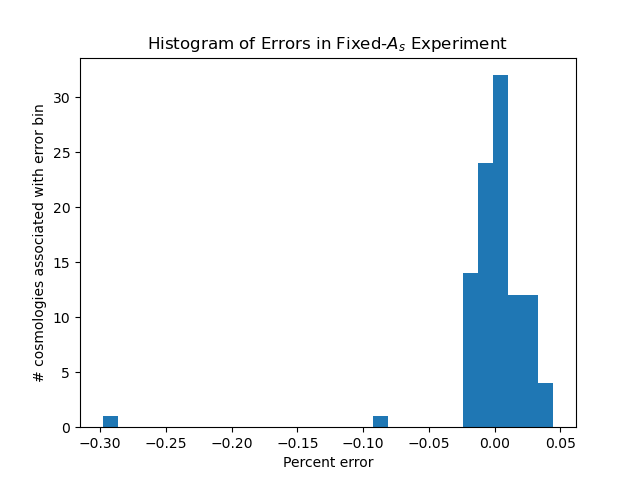 Histogram of Errors in Fixed-$A_s$ Experiment
# cosmologies associated with error bin
30
25
20
15
10
5
0
−0.30 −0.25 −0.20 −0.15 −0.10 −0.05 0.00 0.05
Percent error